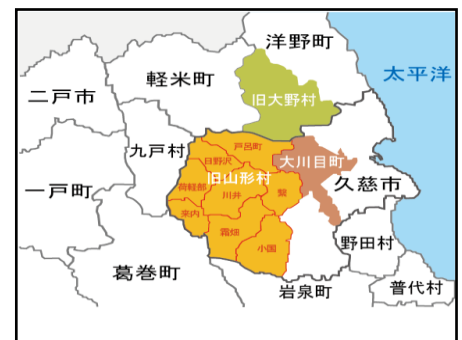 洋野町
太平洋
軽米町
二戸市
旧大野村
九戸村
戸呂町
日野沢
大川目町
旧山形村
一戸町
荷軽部
川井
繋
久慈市
来内
霜畑
小国
野田村
葛巻町
岩泉町
普代村